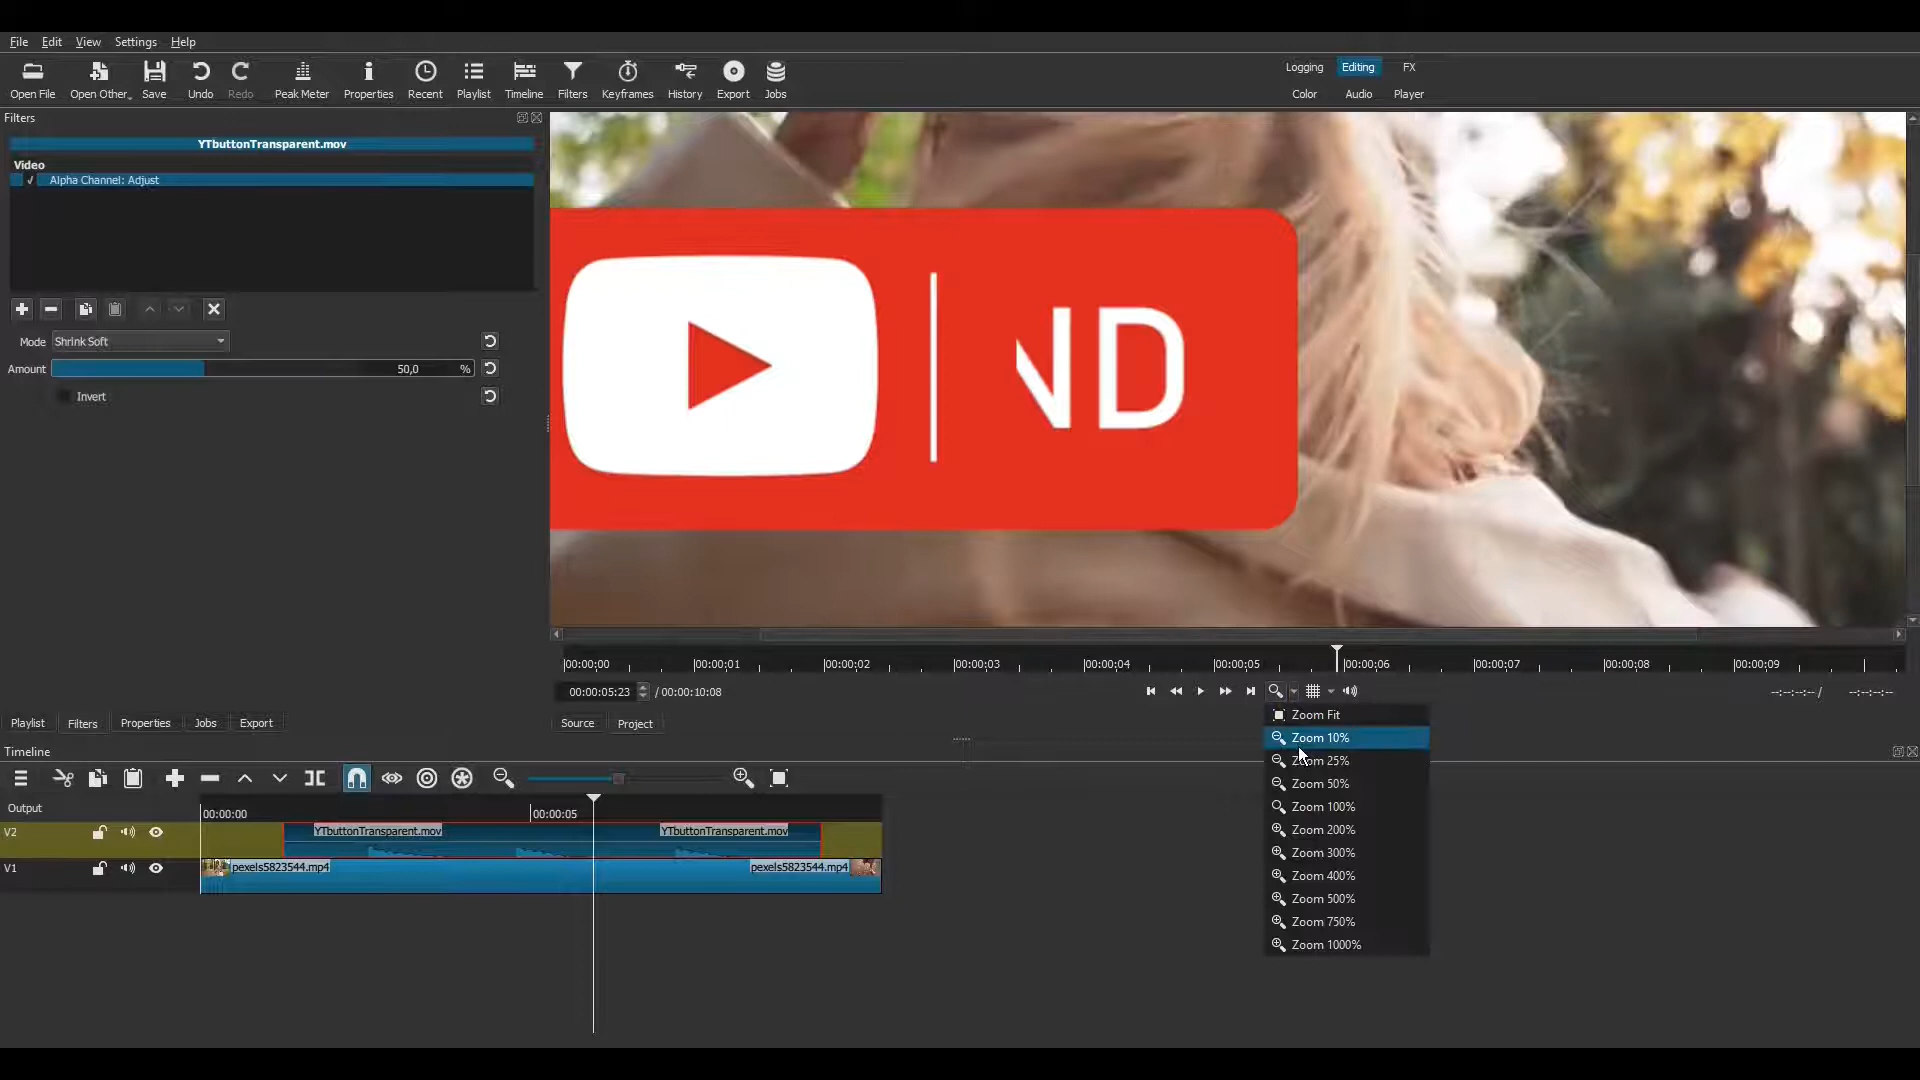 File Edit View Settings Help
Open File Open Other Save Undo Redo Peak Meter Properties Recent Playlist Timeline Filters Keyframes History Export Jobs
Logging Editing FX
Color Audio Player
Filters
YTbuttonTransparent.mov
Video
✓ Alpha Channel: Adjust
Mode Shrink Soft
Amount 50,0 %
Invert
ND
00:00:00 00:00:01 00:00:02 00:00:03 00:00:04 00:00:05 00:00:06 00:00:07 00:00:08 00:00:09
00:00:05:23 / 00:00:10:08
--:--:--:-- / --:--:--:--
Playlist Filters Properties Jobs Export
Source Project
Zoom Fit
Zoom 10%
Zoom 25%
Zoom 50%
Zoom 100%
Zoom 200%
Zoom 300%
Zoom 400%
Zoom 500%
Zoom 750%
Zoom 1000%
Timeline
Output
00:00:00 00:00:05
V2
YTbuttonTransparent.mov YTbuttonTransparent.mov
V1
pexels5823544.mp4 pexels5823544.mp4